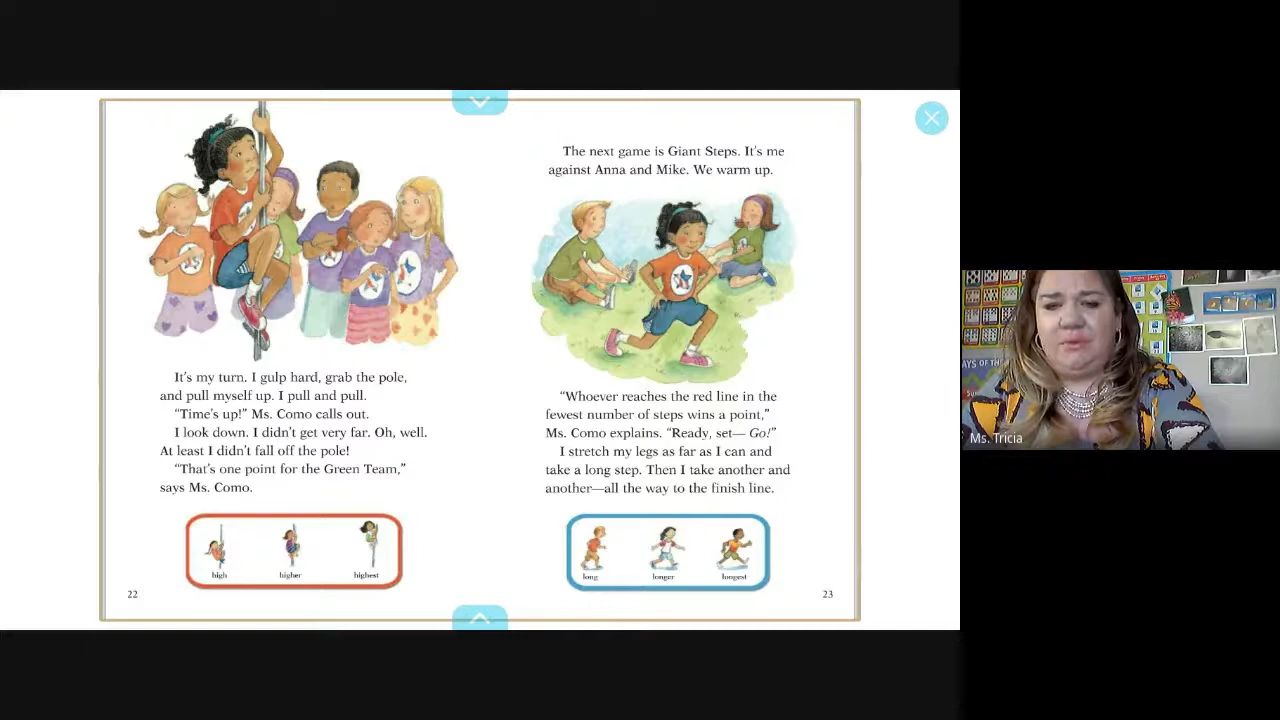 It's my turn. I gulp hard, grab the pole,
and pull myself up. I pull and pull.
"Time's up!" Ms. Como calls out.
I look down. I didn't get very far. Oh, well.
At least I didn't fall off the pole!
"That's one point for the Green Team,"
says Ms. Como.
high higher highest
22
The next game is Giant Steps. It's me
against Anna and Mike. We warm up.
"Whoever reaches the red line in the
fewest number of steps wins a point,"
Ms. Como explains. "Ready, set— Go!"
I stretch my legs as far as I can and
take a long step. Then I take another and
another—all the way to the finish line.
long longer longest
23
AYS OF TH
Ms. Tricia